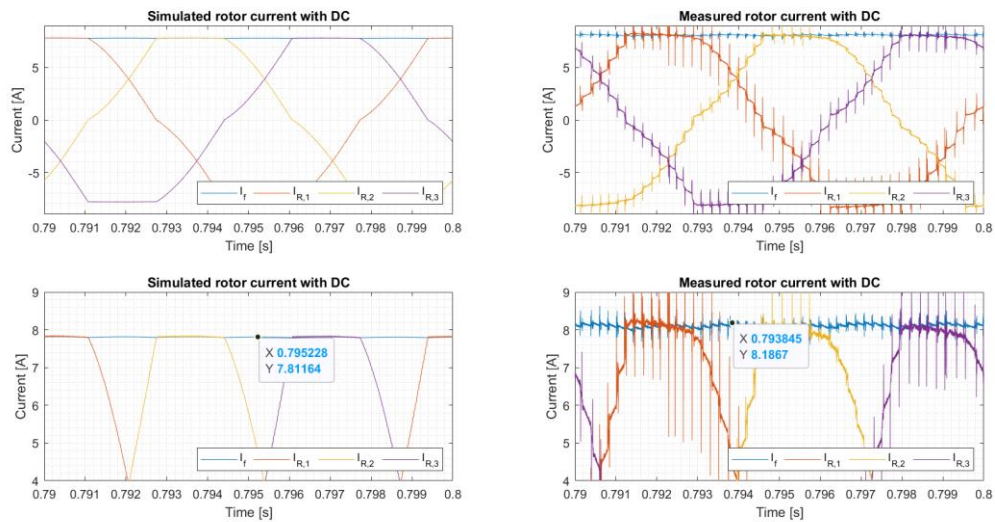 Simulated rotor current with DC
Current [A]
5
0
-5
I_f I_R,1 I_R,2 I_R,3
0.79 0.791 0.792 0.793 0.794 0.795 0.796 0.797 0.798 0.799 0.8
Time [s]
Measured rotor current with DC
Current [A]
5
0
-5
I_f I_R,1 I_R,2 I_R,3
0.79 0.791 0.792 0.793 0.794 0.795 0.796 0.797 0.798 0.799 0.8
Time [s]
Simulated rotor current with DC
Current [A]
9
8
7
6
5
4
X 0.795228
Y 7.81164
I_f I_R,1 I_R,2 I_R,3
0.79 0.791 0.792 0.793 0.794 0.795 0.796 0.797 0.798 0.799 0.8
Time [s]
Measured rotor current with DC
Current [A]
9
8
7
6
5
4
X 0.793845
Y 8.1867
I_f I_R,1 I_R,2 I_R,3
0.79 0.791 0.792 0.793 0.794 0.795 0.796 0.797 0.798 0.799 0.8
Time [s]